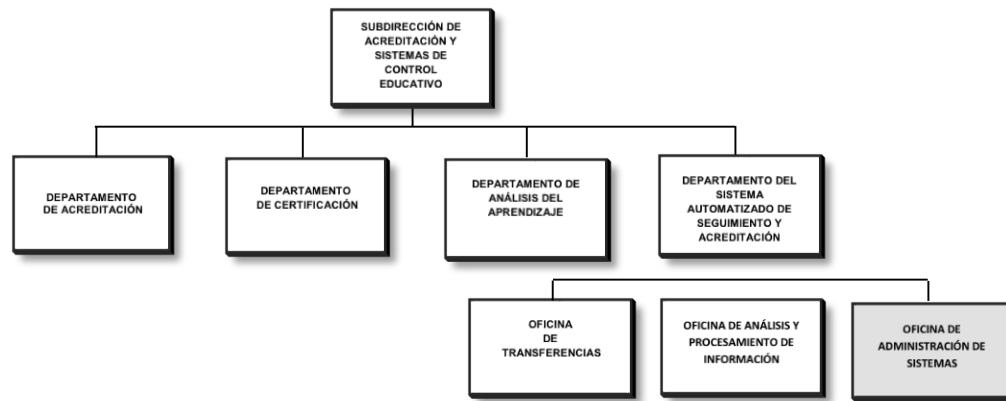 SUBDIRECCIÓN DE
ACREDITACIÓN Y
SISTEMAS DE
CONTROL
EDUCATIVO
DEPARTAMENTO
DE ACREDITACIÓN
DEPARTAMENTO
DE CERTIFICACIÓN
DEPARTAMENTO DE
ANÁLISIS DEL
APRENDIZAJE
DEPARTAMENTO DEL
SISTEMA
AUTOMATIZADO DE
SEGUIMIENTO Y
ACREDITACIÓN
OFICINA
DE
TRANSFERENCIAS
OFICINA DE ANÁLISIS Y
PROCESAMIENTO DE
INFORMACIÓN
OFICINA DE
ADMINISTRACIÓN DE
SISTEMAS